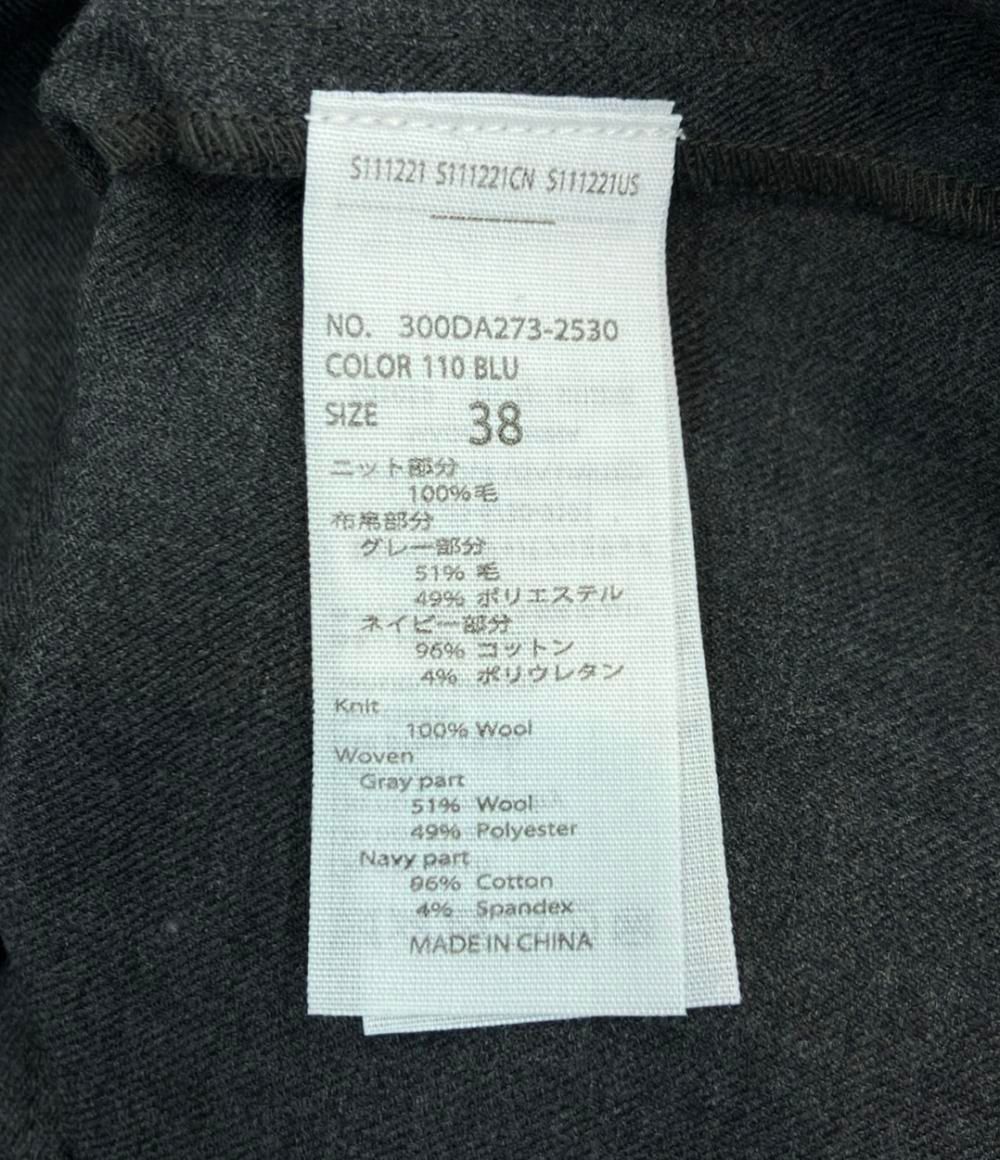 S111221 S111221CN S111221US
NO. 300DA273-2530
COLOR 110 BLU
SIZE 38
ニット部分
100%毛
布帛部分
グレー部分
51% 毛
49% ポリエステル
ネイビー部分
96% コットン
4% ポリウレタン
Knit
100% Wool
Woven
Gray part
51% Wool
49% Polyester
Navy part
96% Cotton
4% Spandex
MADE IN CHINA